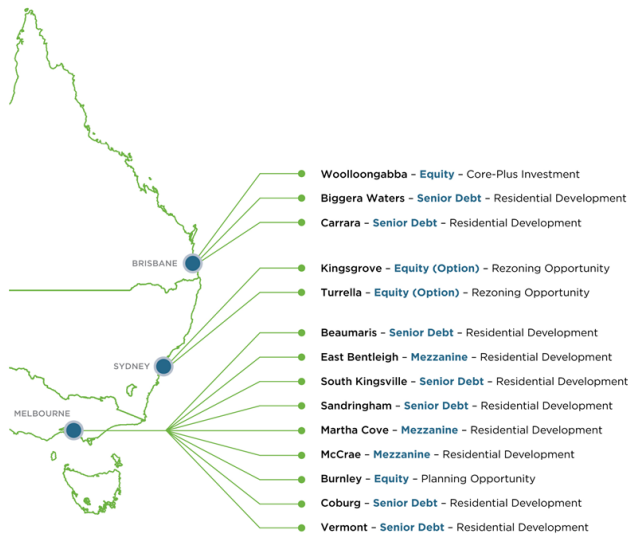 Woolloongabba – Equity – Core-Plus Investment
Biggera Waters – Senior Debt – Residential Development
Carrara – Senior Debt – Residential Development
BRISBANE
Kingsgrove – Equity (Option) – Rezoning Opportunity
Turrella – Equity (Option) – Rezoning Opportunity
Beaumaris – Senior Debt – Residential Development
East Bentleigh – Mezzanine – Residential Development
SYDNEY
South Kingsville – Senior Debt – Residential Development
Sandringham – Senior Debt – Residential Development
MELBOURNE
Martha Cove – Mezzanine – Residential Development
McCrae – Mezzanine – Residential Development
Burnley – Equity – Planning Opportunity
Coburg – Senior Debt – Residential Development
Vermont – Senior Debt – Residential Development